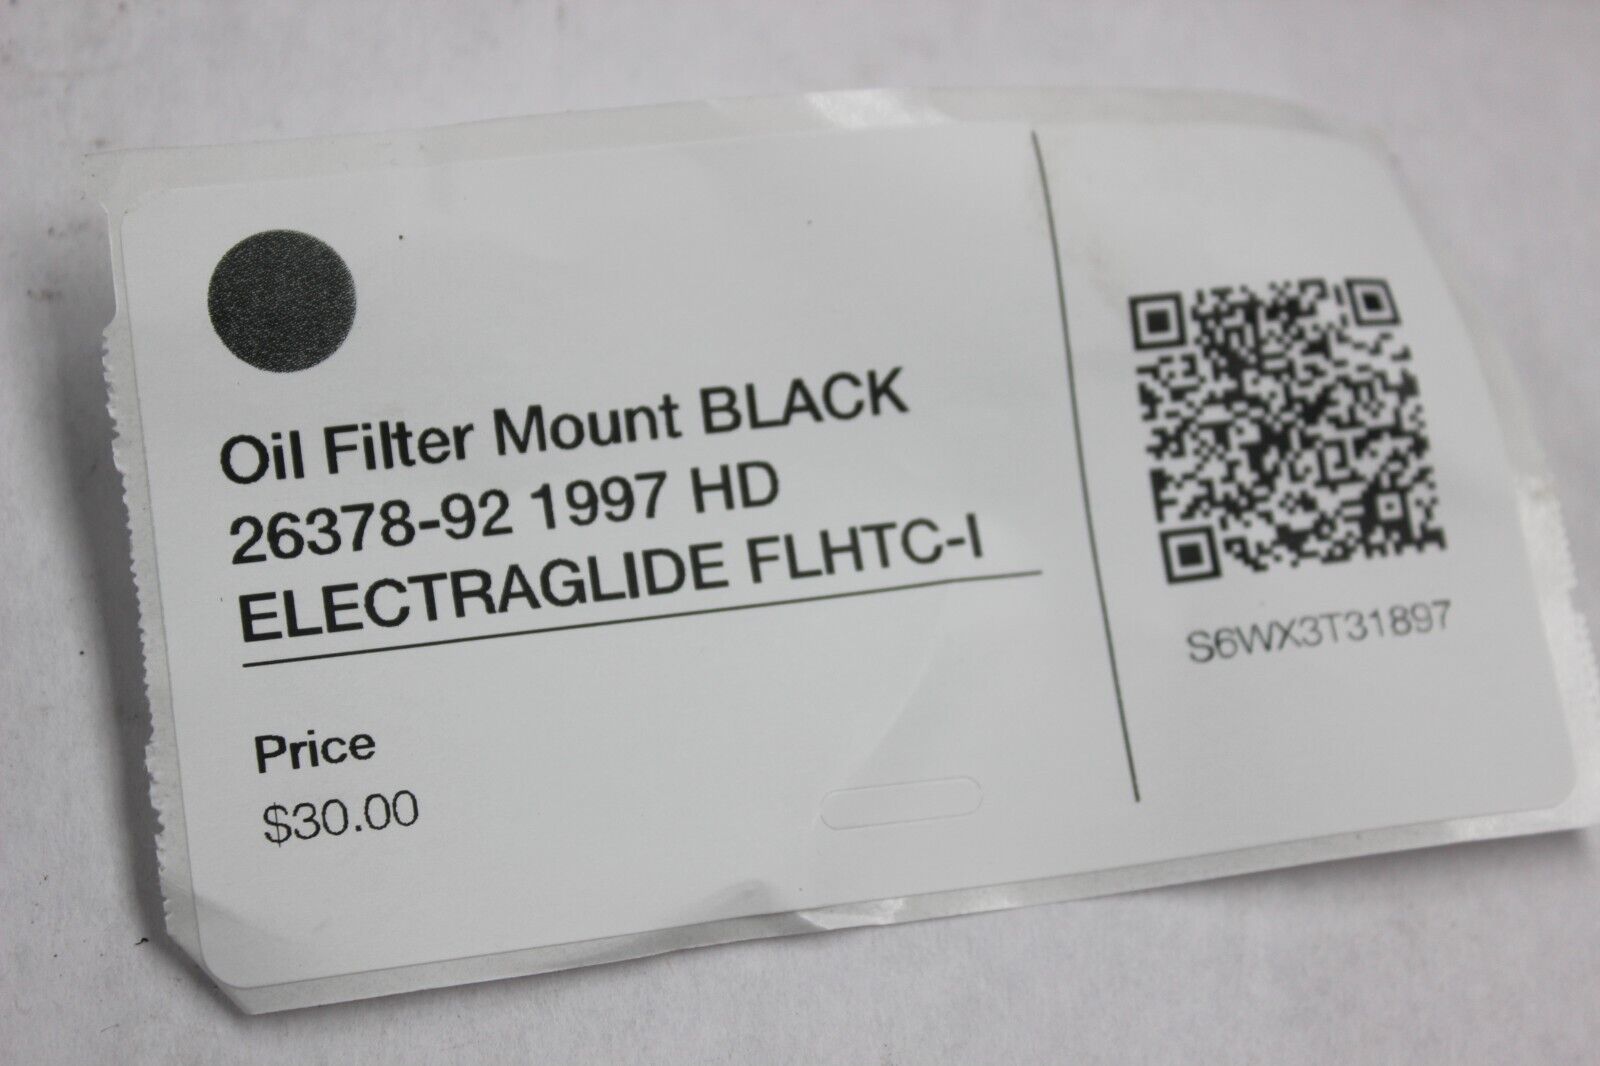 Oil Filter Mount BLACK
26378-92 1997 HD
ELECTRAGLIDE FLHTC-I
Price
$30.00
S6WX3T31897